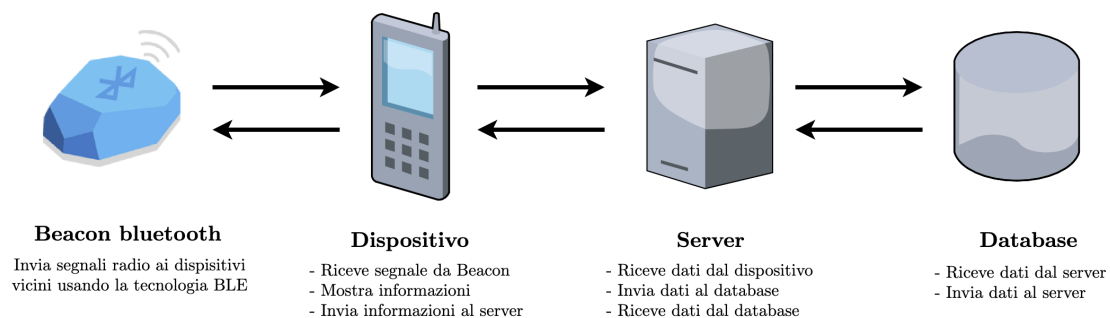 Beacon bluetooth
Invia segnali radio ai dispisitivi
vicini usando la tecnologia BLE
Dispositivo
- Riceve segnale da Beacon
- Mostra informazioni
- Invia informazioni al server
Server
- Riceve dati dal dispositivo
- Invia dati al database
- Riceve dati dal database
Database
- Riceve dati dal server
- Invia dati al server